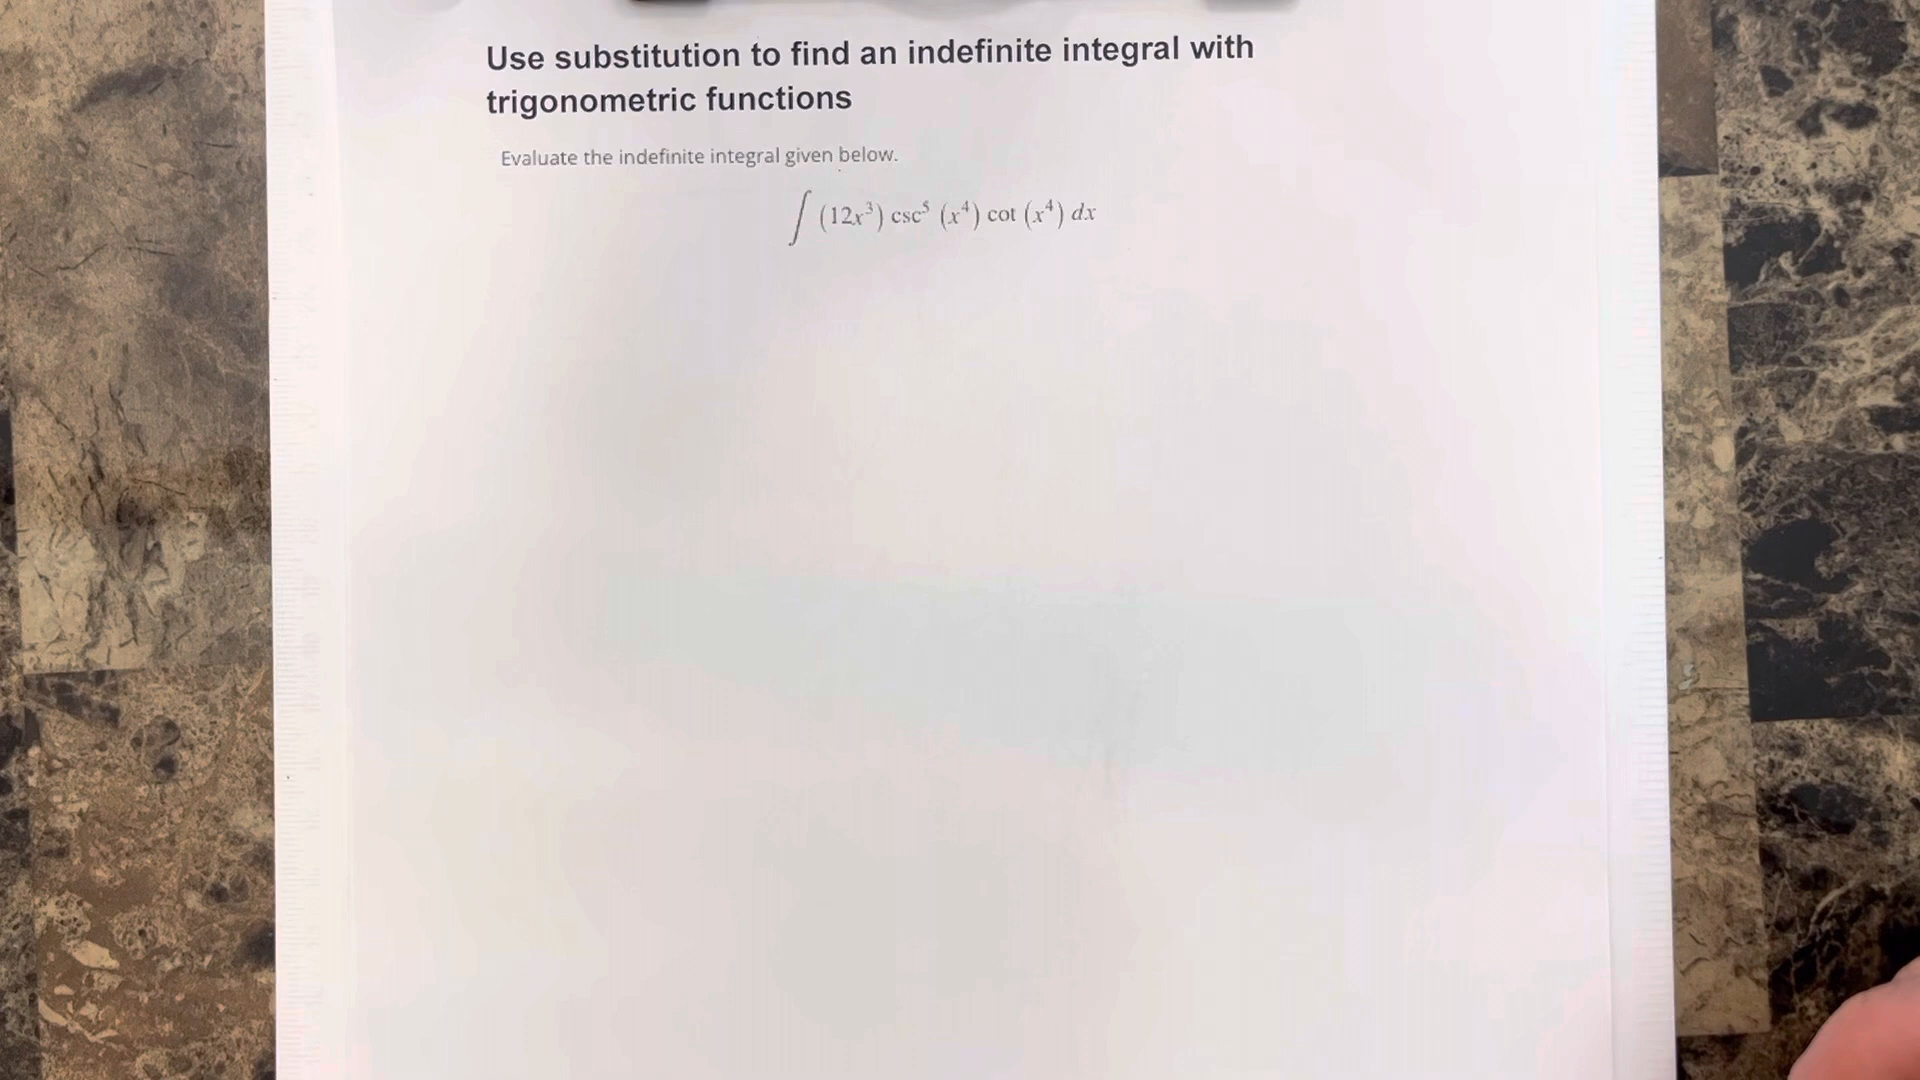 Use substitution to find an indefinite integral with
trigonometric functions
Evaluate the indefinite integral given below.
∫ (12x³) csc⁵ (x⁴) cot (x⁴) dx